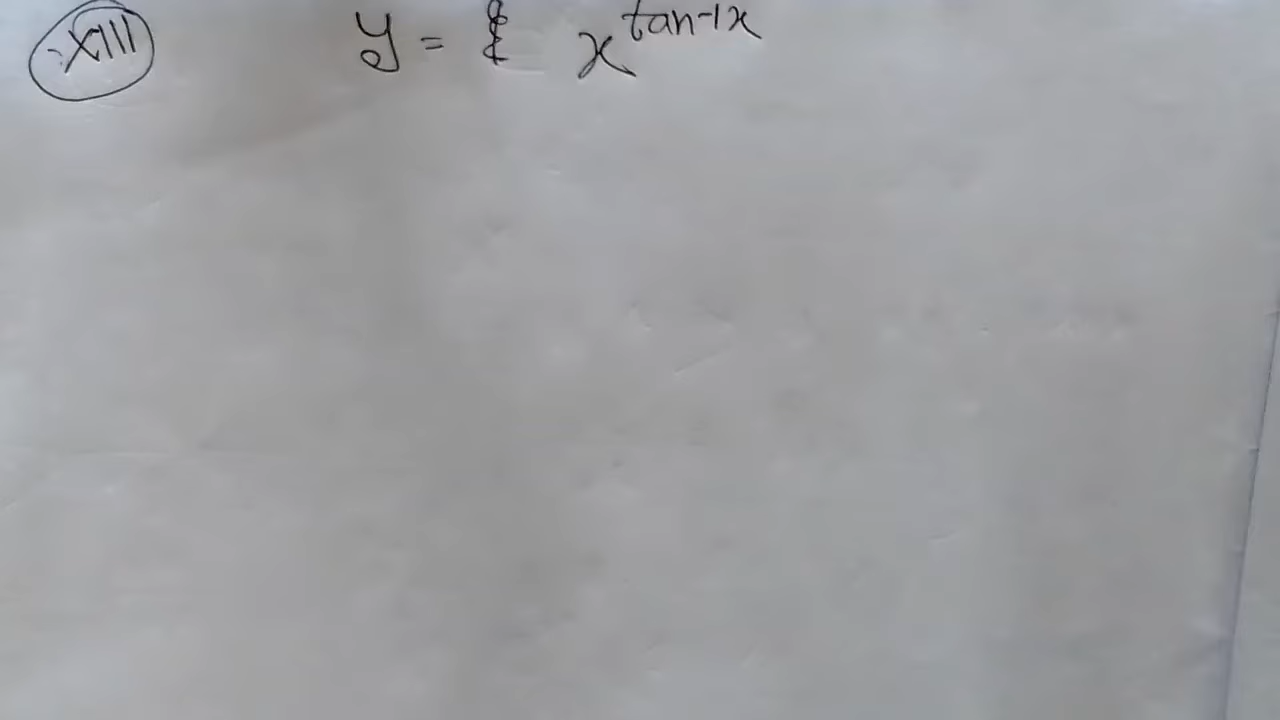 XIII y = x^tan-1x